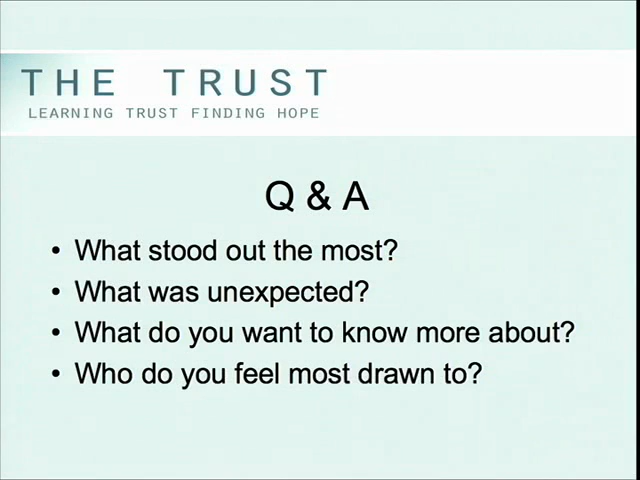 THE TRUST
LEARNING TRUST FINDING HOPE
Q & A
• What stood out the most?
• What was unexpected?
• What do you want to know more about?
• Who do you feel most drawn to?